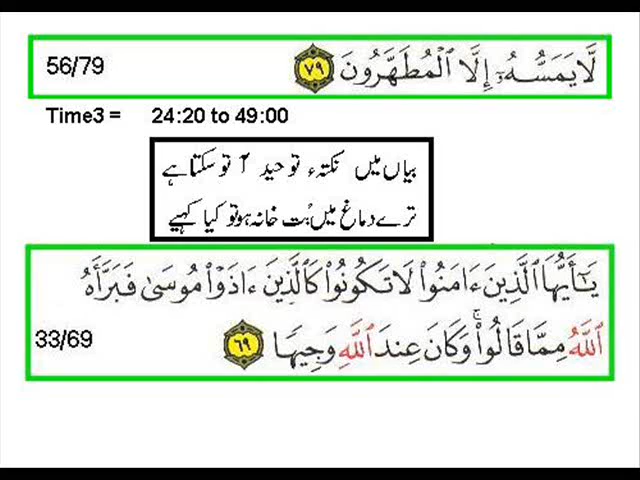 لَّا يَمَسُّهُۥٓ إِلَّا ٱلْمُطَهَّرُونَ ٧٩ 56/79
Time3 = 24:20 to 49:00
بیاں میں نکتہء توحید آ تو سکتا ہے
ترے دماغ میں بُت خانہ ہو تو کیا کہیے
يَـٰٓأَيُّهَا ٱلَّذِينَ ءَامَنُوا۟ لَا تَكُونُوا۟ كَٱلَّذِينَ ءَاذَوْا۟ مُوسَىٰ فَبَرَّأَهُ
ٱللَّهُ مِمَّا قَالُوا۟ ۚ وَكَانَ عِندَ ٱللَّهِ وَجِيهًا ٦٩ 33/69